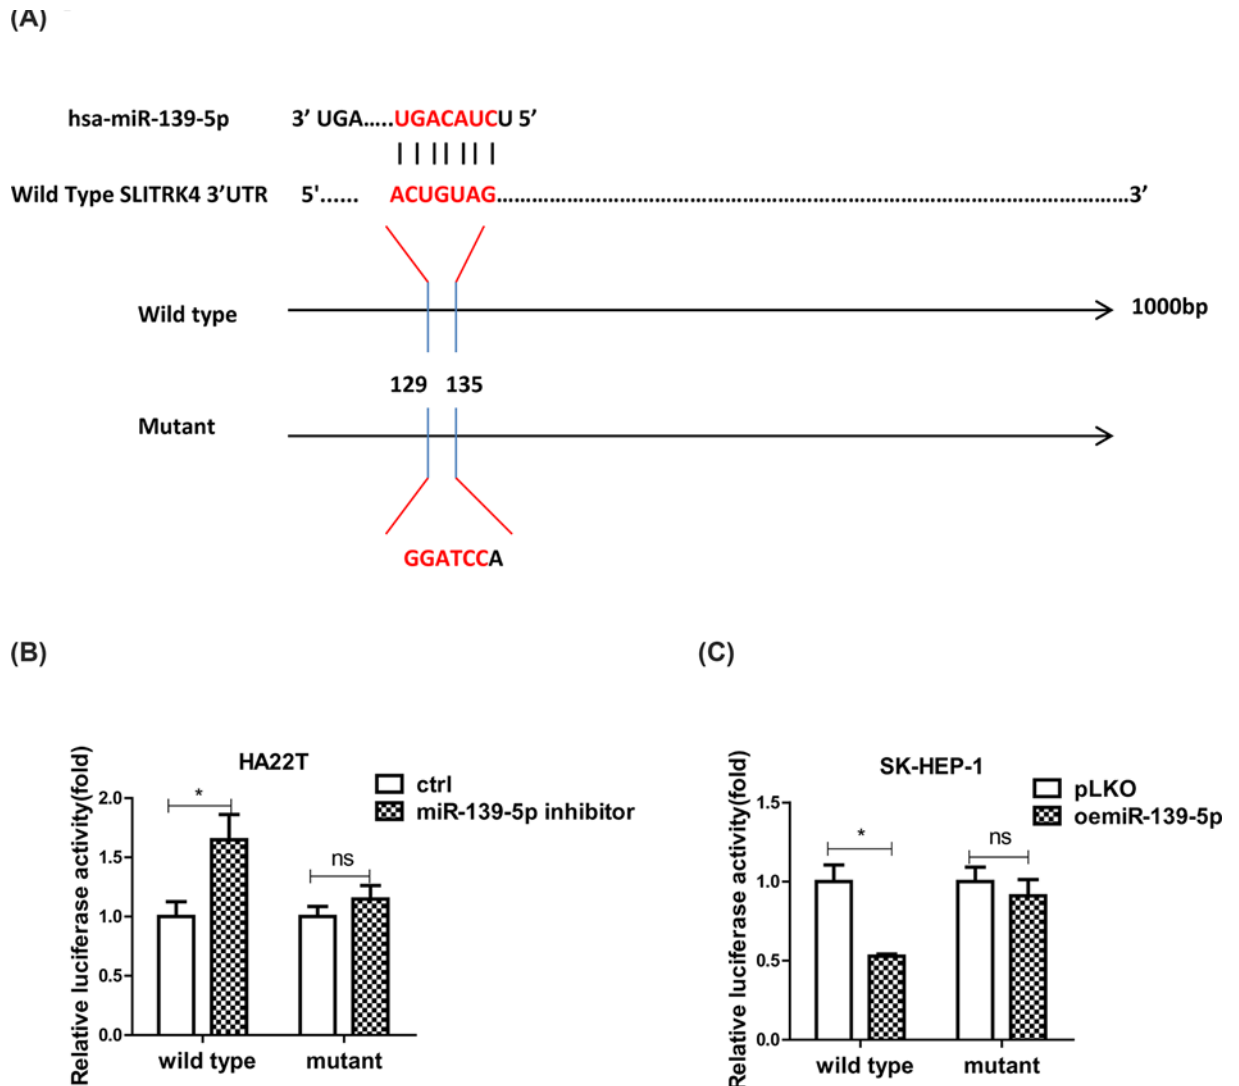 (A)
hsa-miR-139-5p 3' UGA.....UGACAUCU 5'
Wild Type SLITRK4 3'UTR 5'...... ACUGUAG............................................................3'
Wild type 1000bp
129 135
Mutant
GGATCCA
(B)
(C)
HA22T
ctrl
miR-139-5p inhibitor
Relative luciferase activity(fold)
2.0
1.5
1.0
0.5
0.0
*
ns
wild type mutant
SK-HEP-1
pLKO
oemiR-139-5p
Relative luciferase activity(fold)
1.5
1.0
0.5
0.0
*
ns
wild type mutant